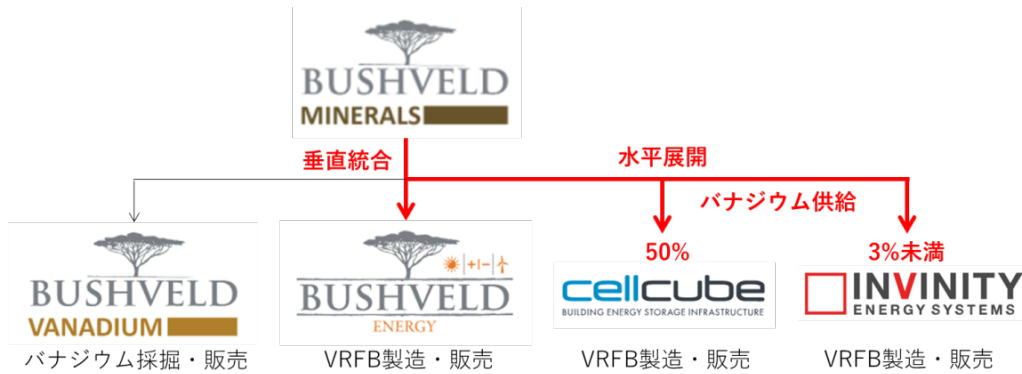 BUSHVELD
MINERALS
垂直統合
水平展開
バナジウム供給
50%
3%未満
BUSHVELD
VANADIUM
BUSHVELD
ENERGY
cellcube
BUILDING ENERGY STORAGE INFRASTRUCTURE
INVINITY
ENERGY SYSTEMS
バナジウム採掘・販売
VRFB製造・販売
VRFB製造・販売
VRFB製造・販売